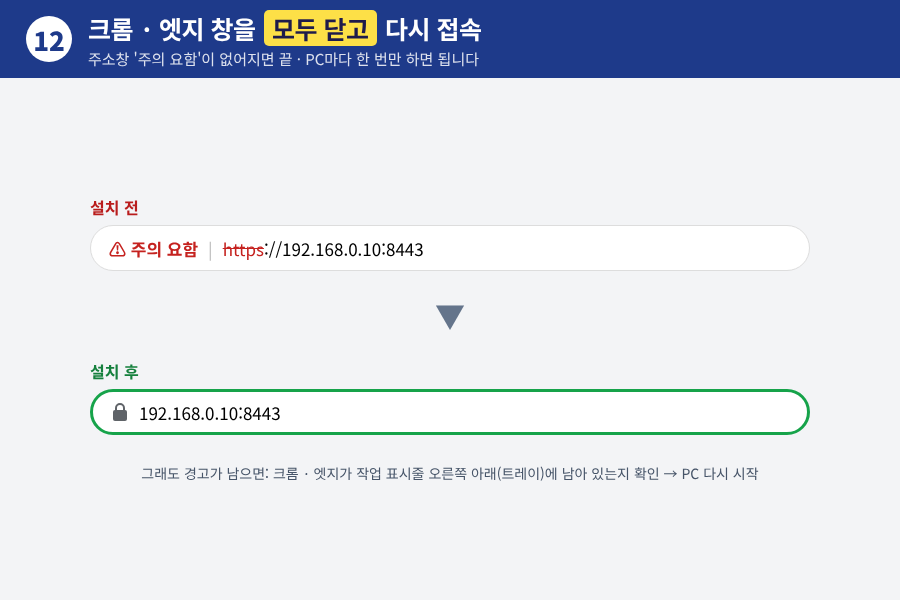 12
크롬 · 엣지 창을 모두 닫고 다시 접속
주소창 '주의 요함'이 없어지면 끝 · PC마다 한 번만 하면 됩니다
설치 전
주의 요함 | https://192.168.0.10:8443
설치 후
192.168.0.10:8443
그래도 경고가 남으면: 크롬 · 엣지가 작업 표시줄 오른쪽 아래(트레이)에 남아 있는지 확인 → PC 다시 시작